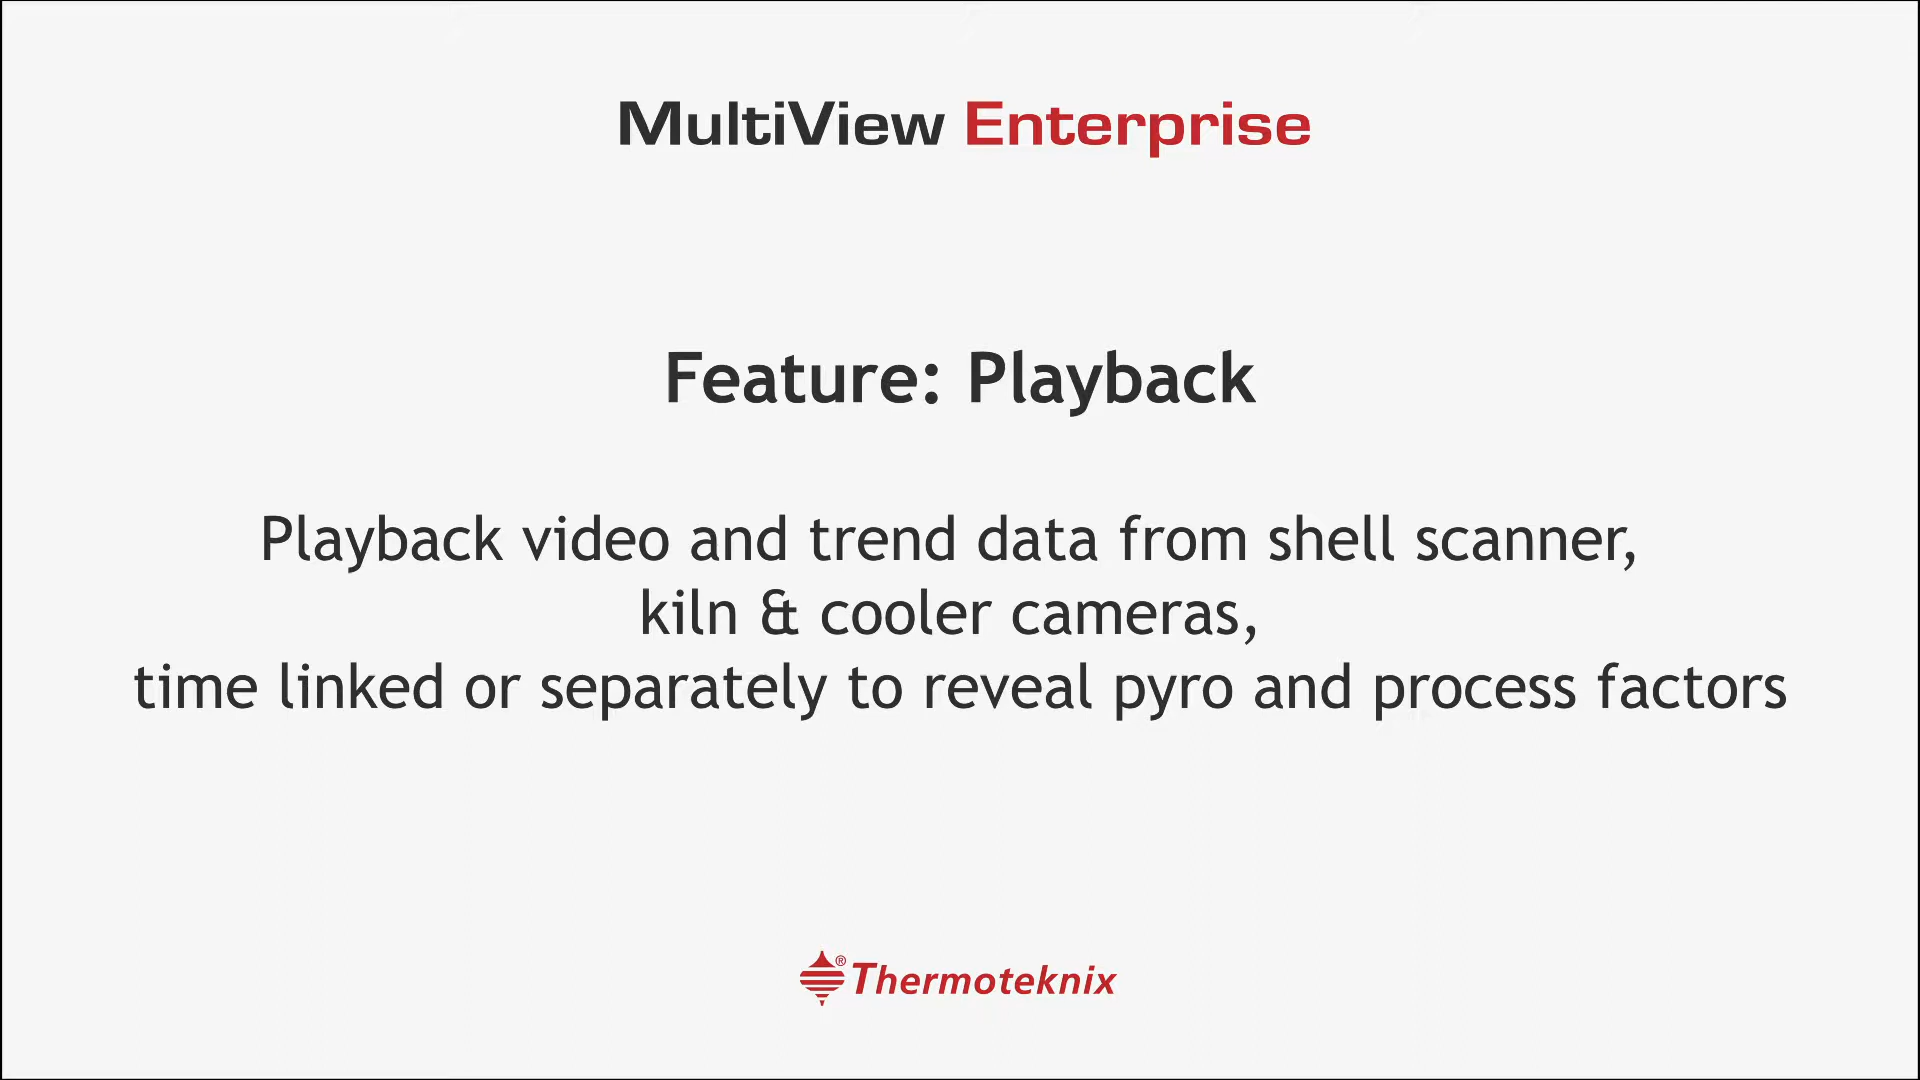 MultiView Enterprise
Feature: Playback
Playback video and trend data from shell scanner,
kiln & cooler cameras,
time linked or separately to reveal pyro and process factors
® Thermoteknix